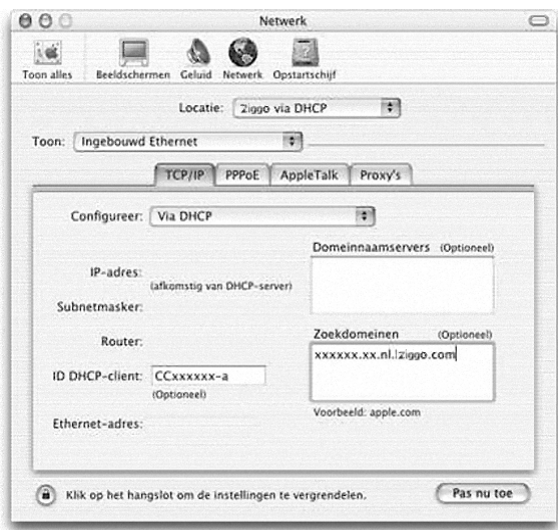 Netwerk
Toon alles
Beeldschermen Geluid Netwerk Opstartschijf
Locatie: Ziggo via DHCP
Toon: Ingebouwd Ethernet
TCP/IP PPPoE AppleTalk Proxy's
Configureer: Via DHCP
Domeinnaamservers (Optioneel)
IP-adres:
(afkomstig van DHCP-server)
Subnetmasker:
Router:
Zoekdomeinen (Optioneel)
xxxxxx.xx.nl.lziggo.com
ID DHCP-client: CCxxxxxx-a
(Optioneel)
Voorbeeld: apple.com
Ethernet-adres:
Klik op het hangslot om de instellingen te vergrendelen.
Pas nu toe